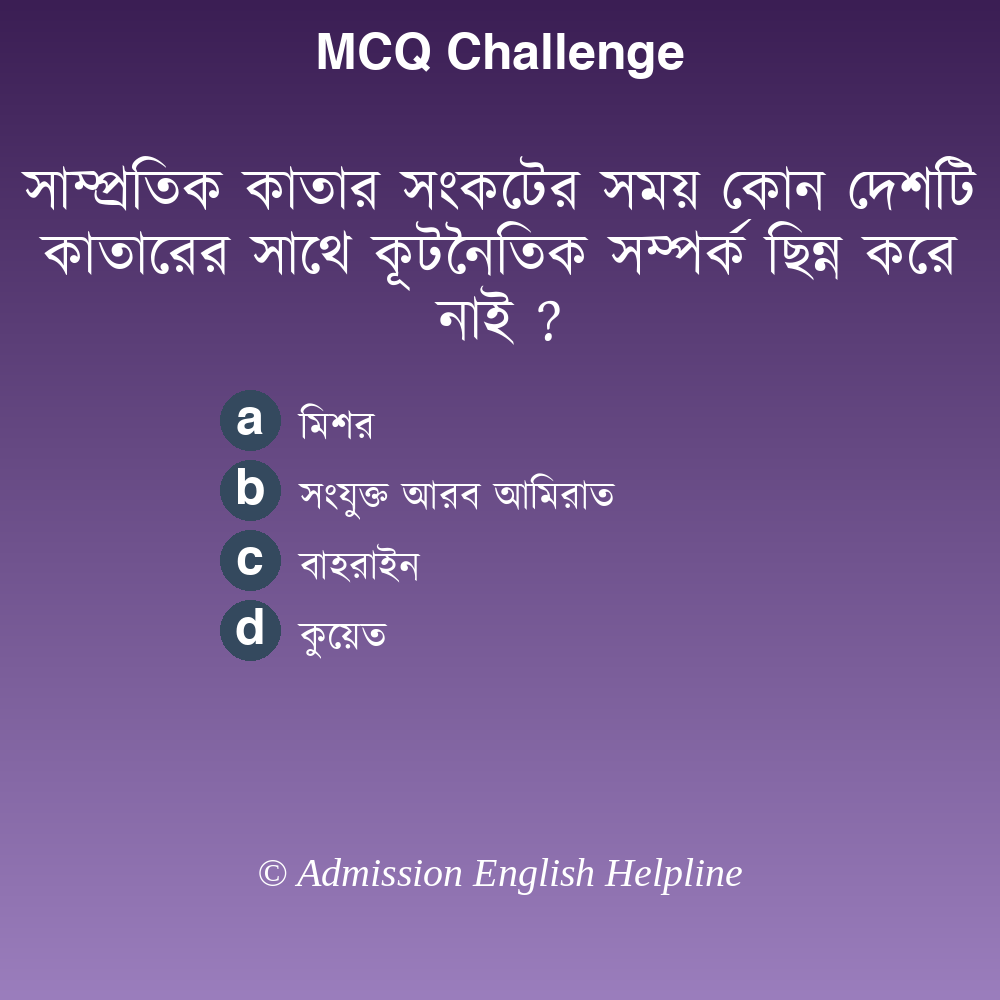 MCQ Challenge
সাম্প্রতিক কাতার সংকটের সময় কোন দেশটি
কাতারের সাথে কূটনৈতিক সম্পর্ক ছিন্ন করে
নাই ?
a মিশর
b সংযুক্ত আরব আমিরাত
c বাহরাইন
d কুয়েত
© Admission English Helpline